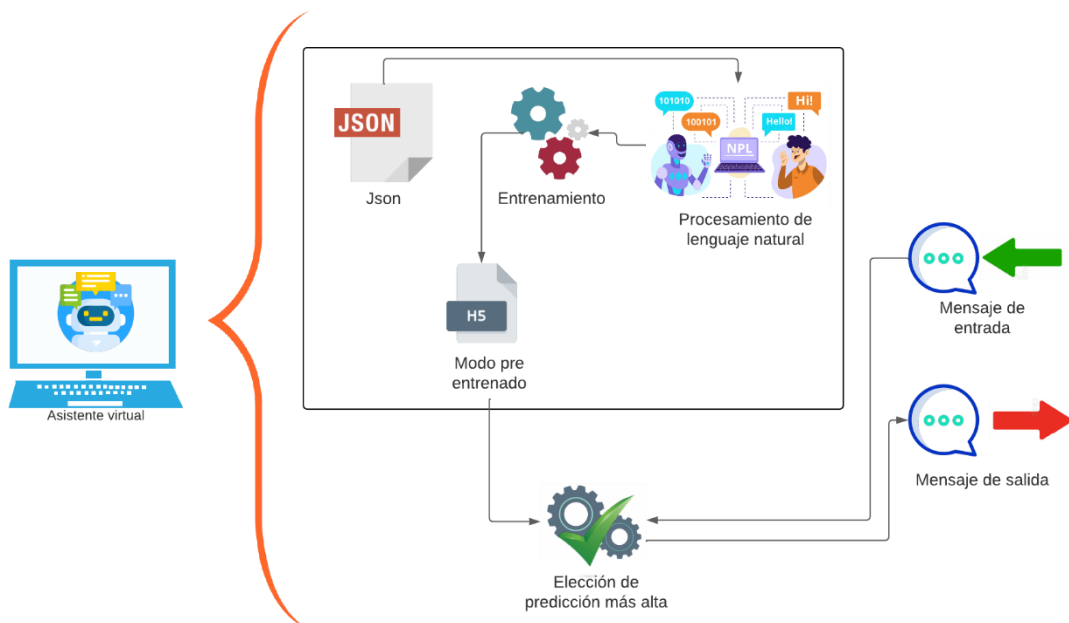 JSON
Json
Entrenamiento
101010
100101
Hi!
Hello!
NPL
Procesamiento de
lenguaje natural
H5
Modo pre
entrenado
Asistente virtual
Mensaje de
entrada
Mensaje de salida
Elección de
predicción más alta